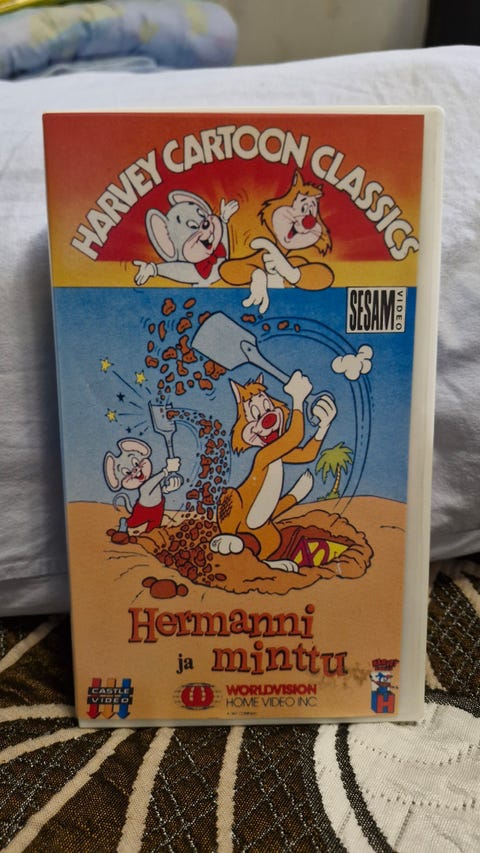 HARVEY CARTOON CLASSICS
SESAM
VIDEO
Hermanni
ja minttu
CASTLE
VIDEO
WORLDVISION
HOME VIDEO INC.
H